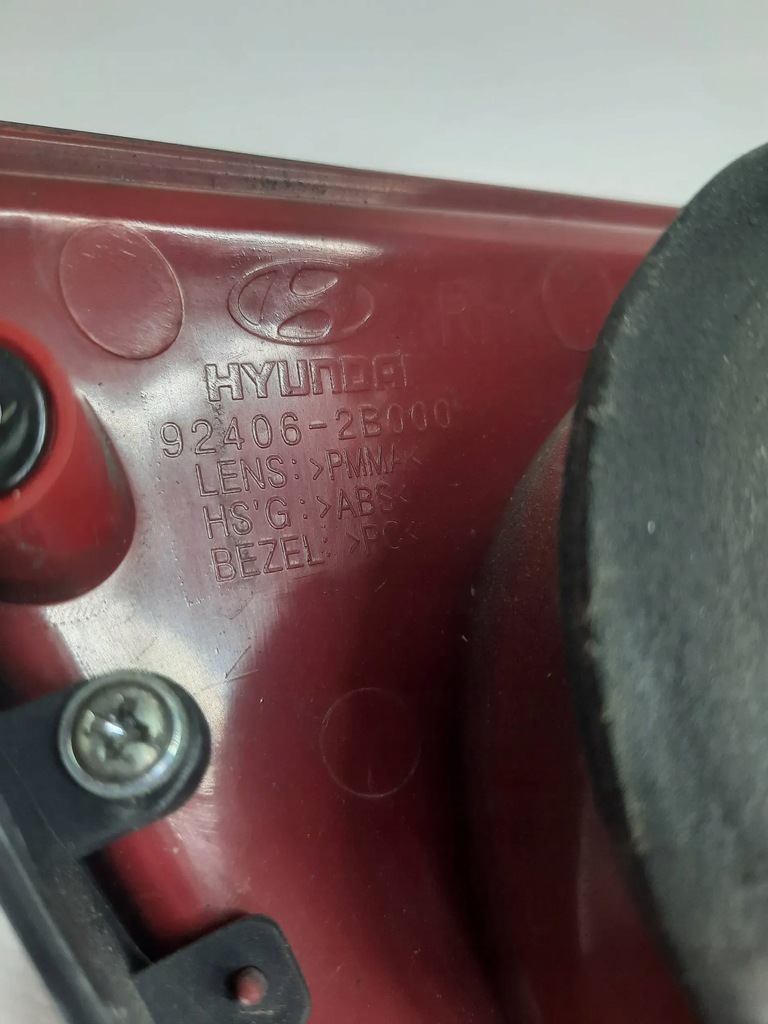 HYUNDAI
92406-2B000
LENS: >PMMA<
HS'G: >ABS<
BEZEL: >PC<